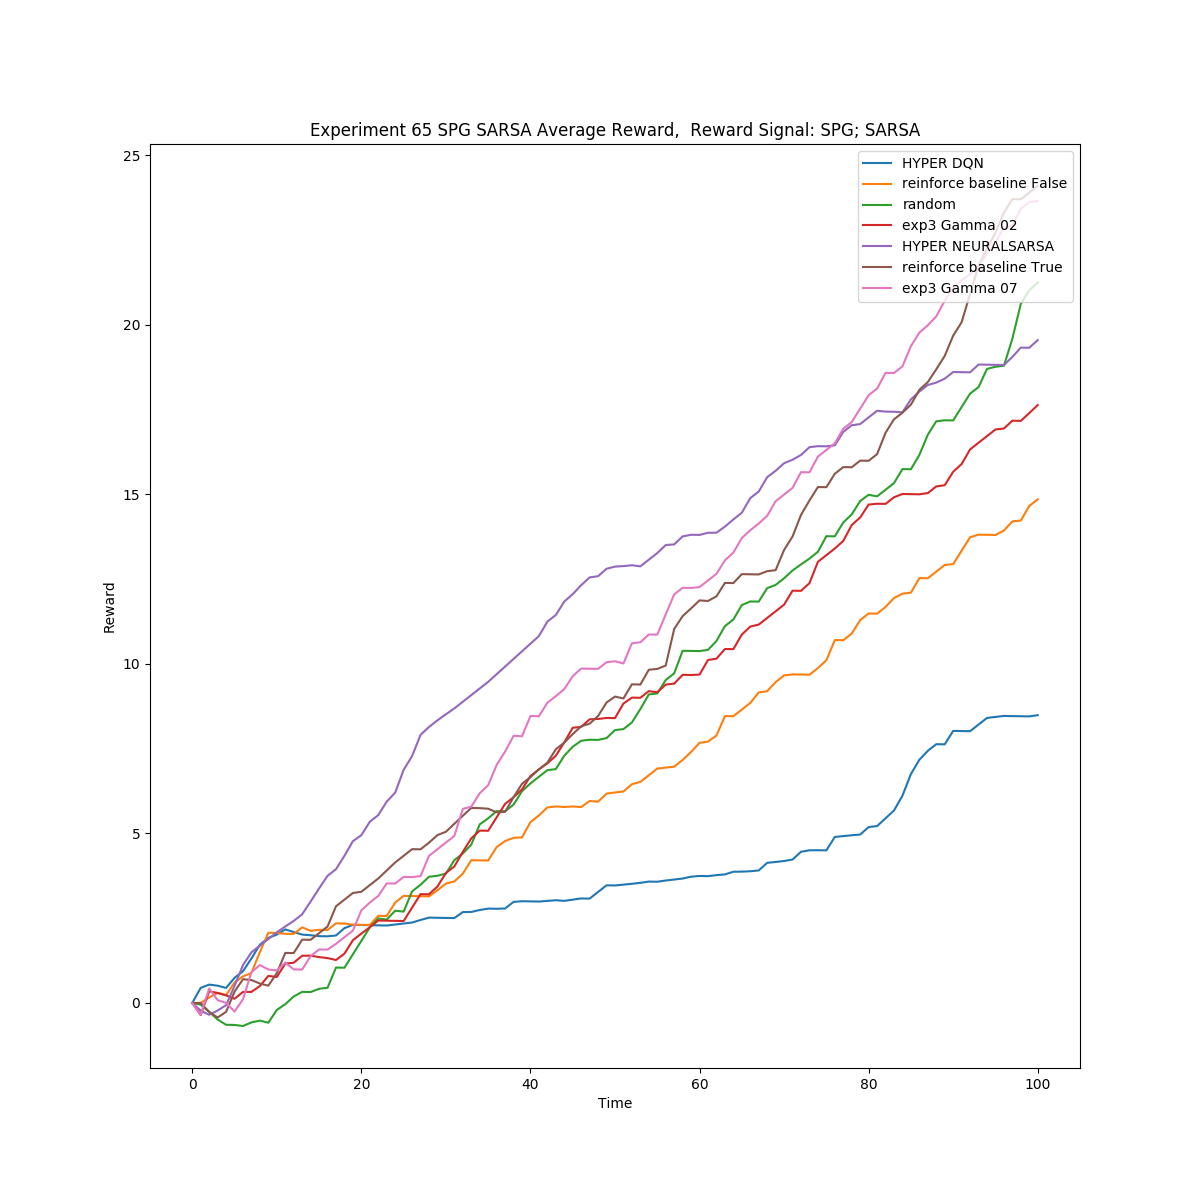 Experiment 65 SPG SARSA Average Reward,  Reward Signal: SPG; SARSA
25
20
15
10
5
0
Reward
HYPER DQN
reinforce baseline False
random
exp3 Gamma 02
HYPER NEURALSARSA
reinforce baseline True
exp3 Gamma 07
0
20
40
60
80
100
Time